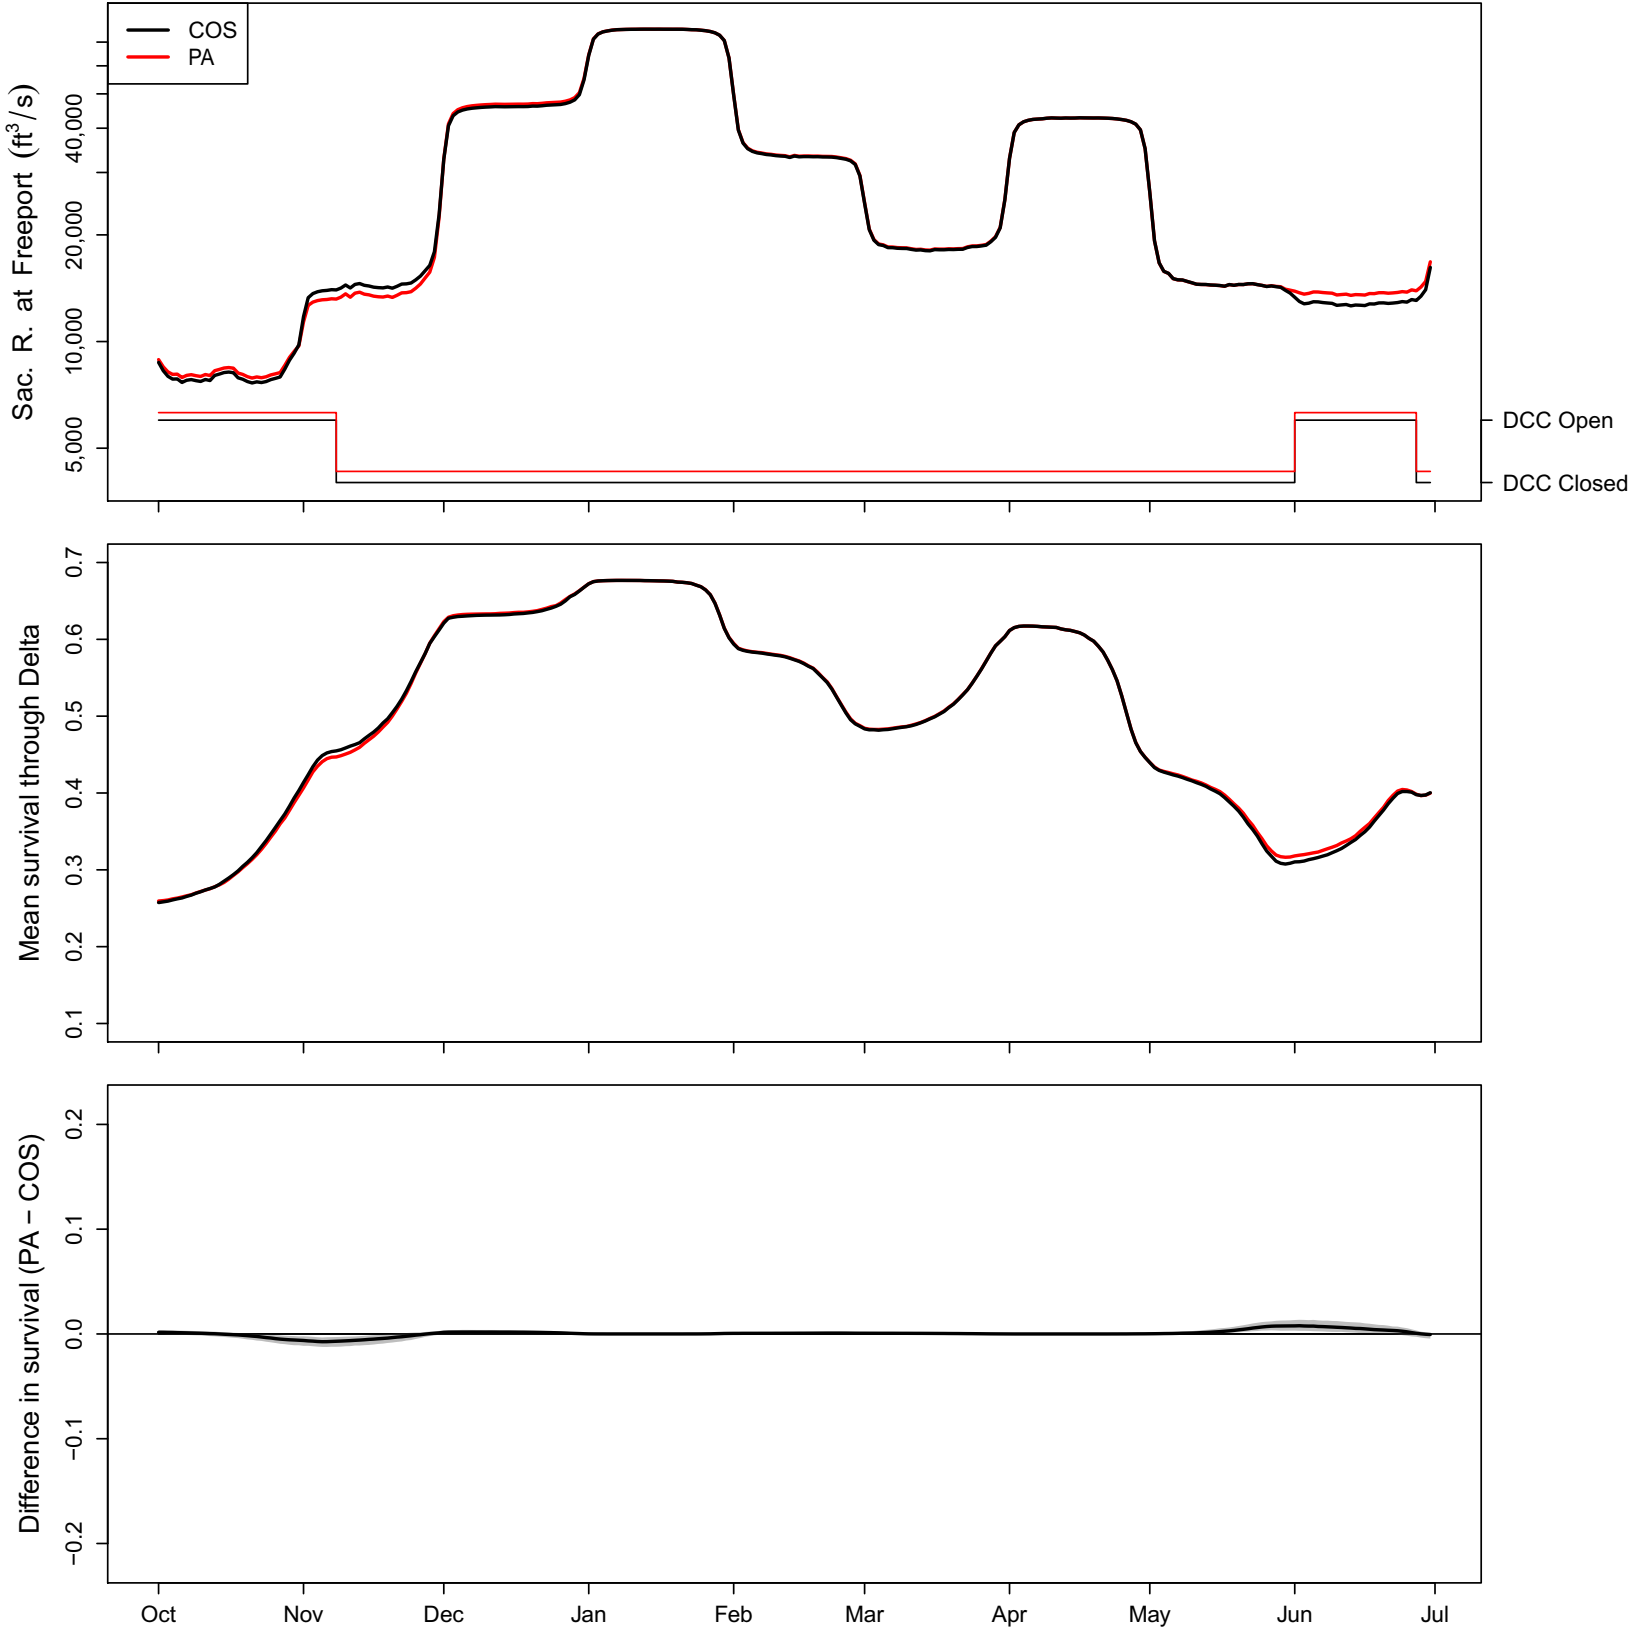 COS
PA
Sac. R. at Freeport (ft³/s)
40,000
20,000
10,000
5,000
DCC Open
DCC Closed
Mean survival through Delta
0.7
0.6
0.5
0.4
0.3
0.2
0.1
Difference in survival (PA − COS)
0.2
0.1
0.0
−0.1
−0.2
Oct Nov Dec Jan Feb Mar Apr May Jun Jul